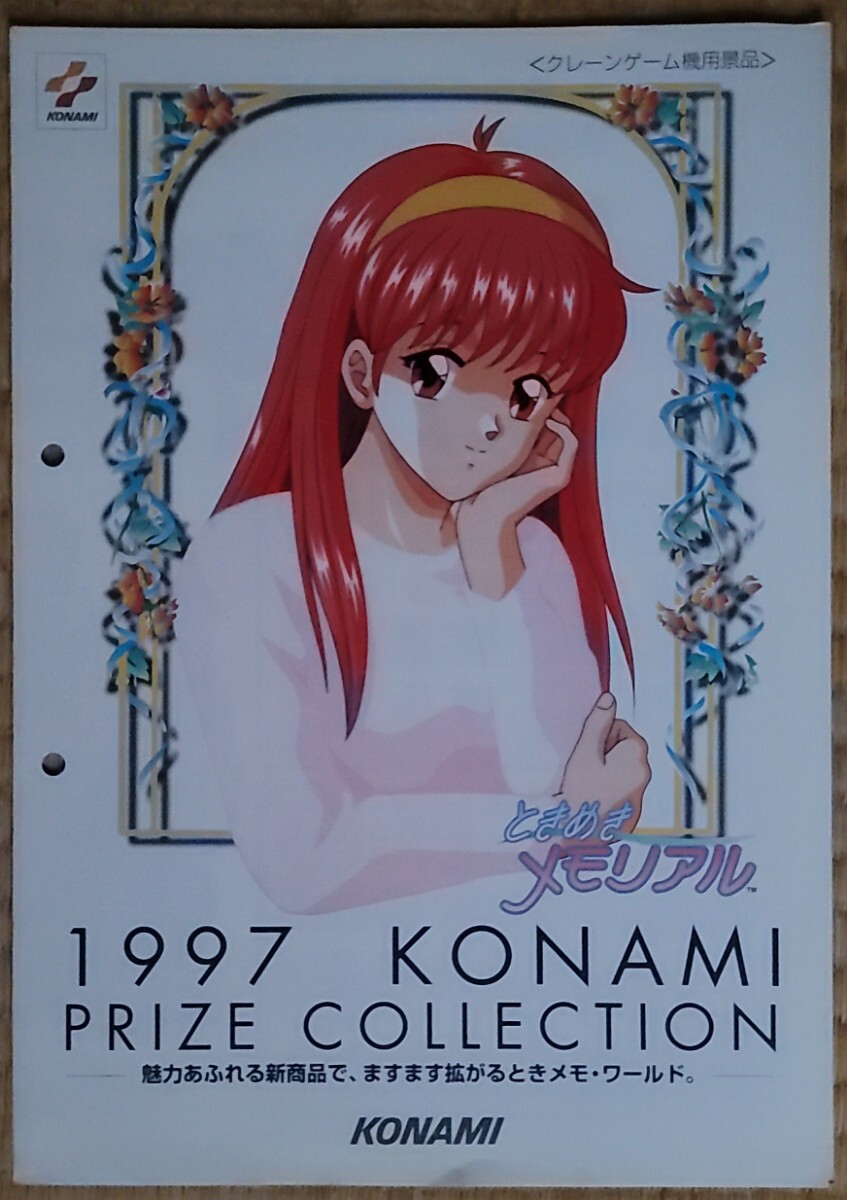 KONAMI
<クレーンゲーム機用景品>
ときめき
メモリアル™
1997 KONAMI
PRIZE COLLECTION
魅力あふれる新商品で、ますます拡がるときメモ・ワールド。
KONAMI